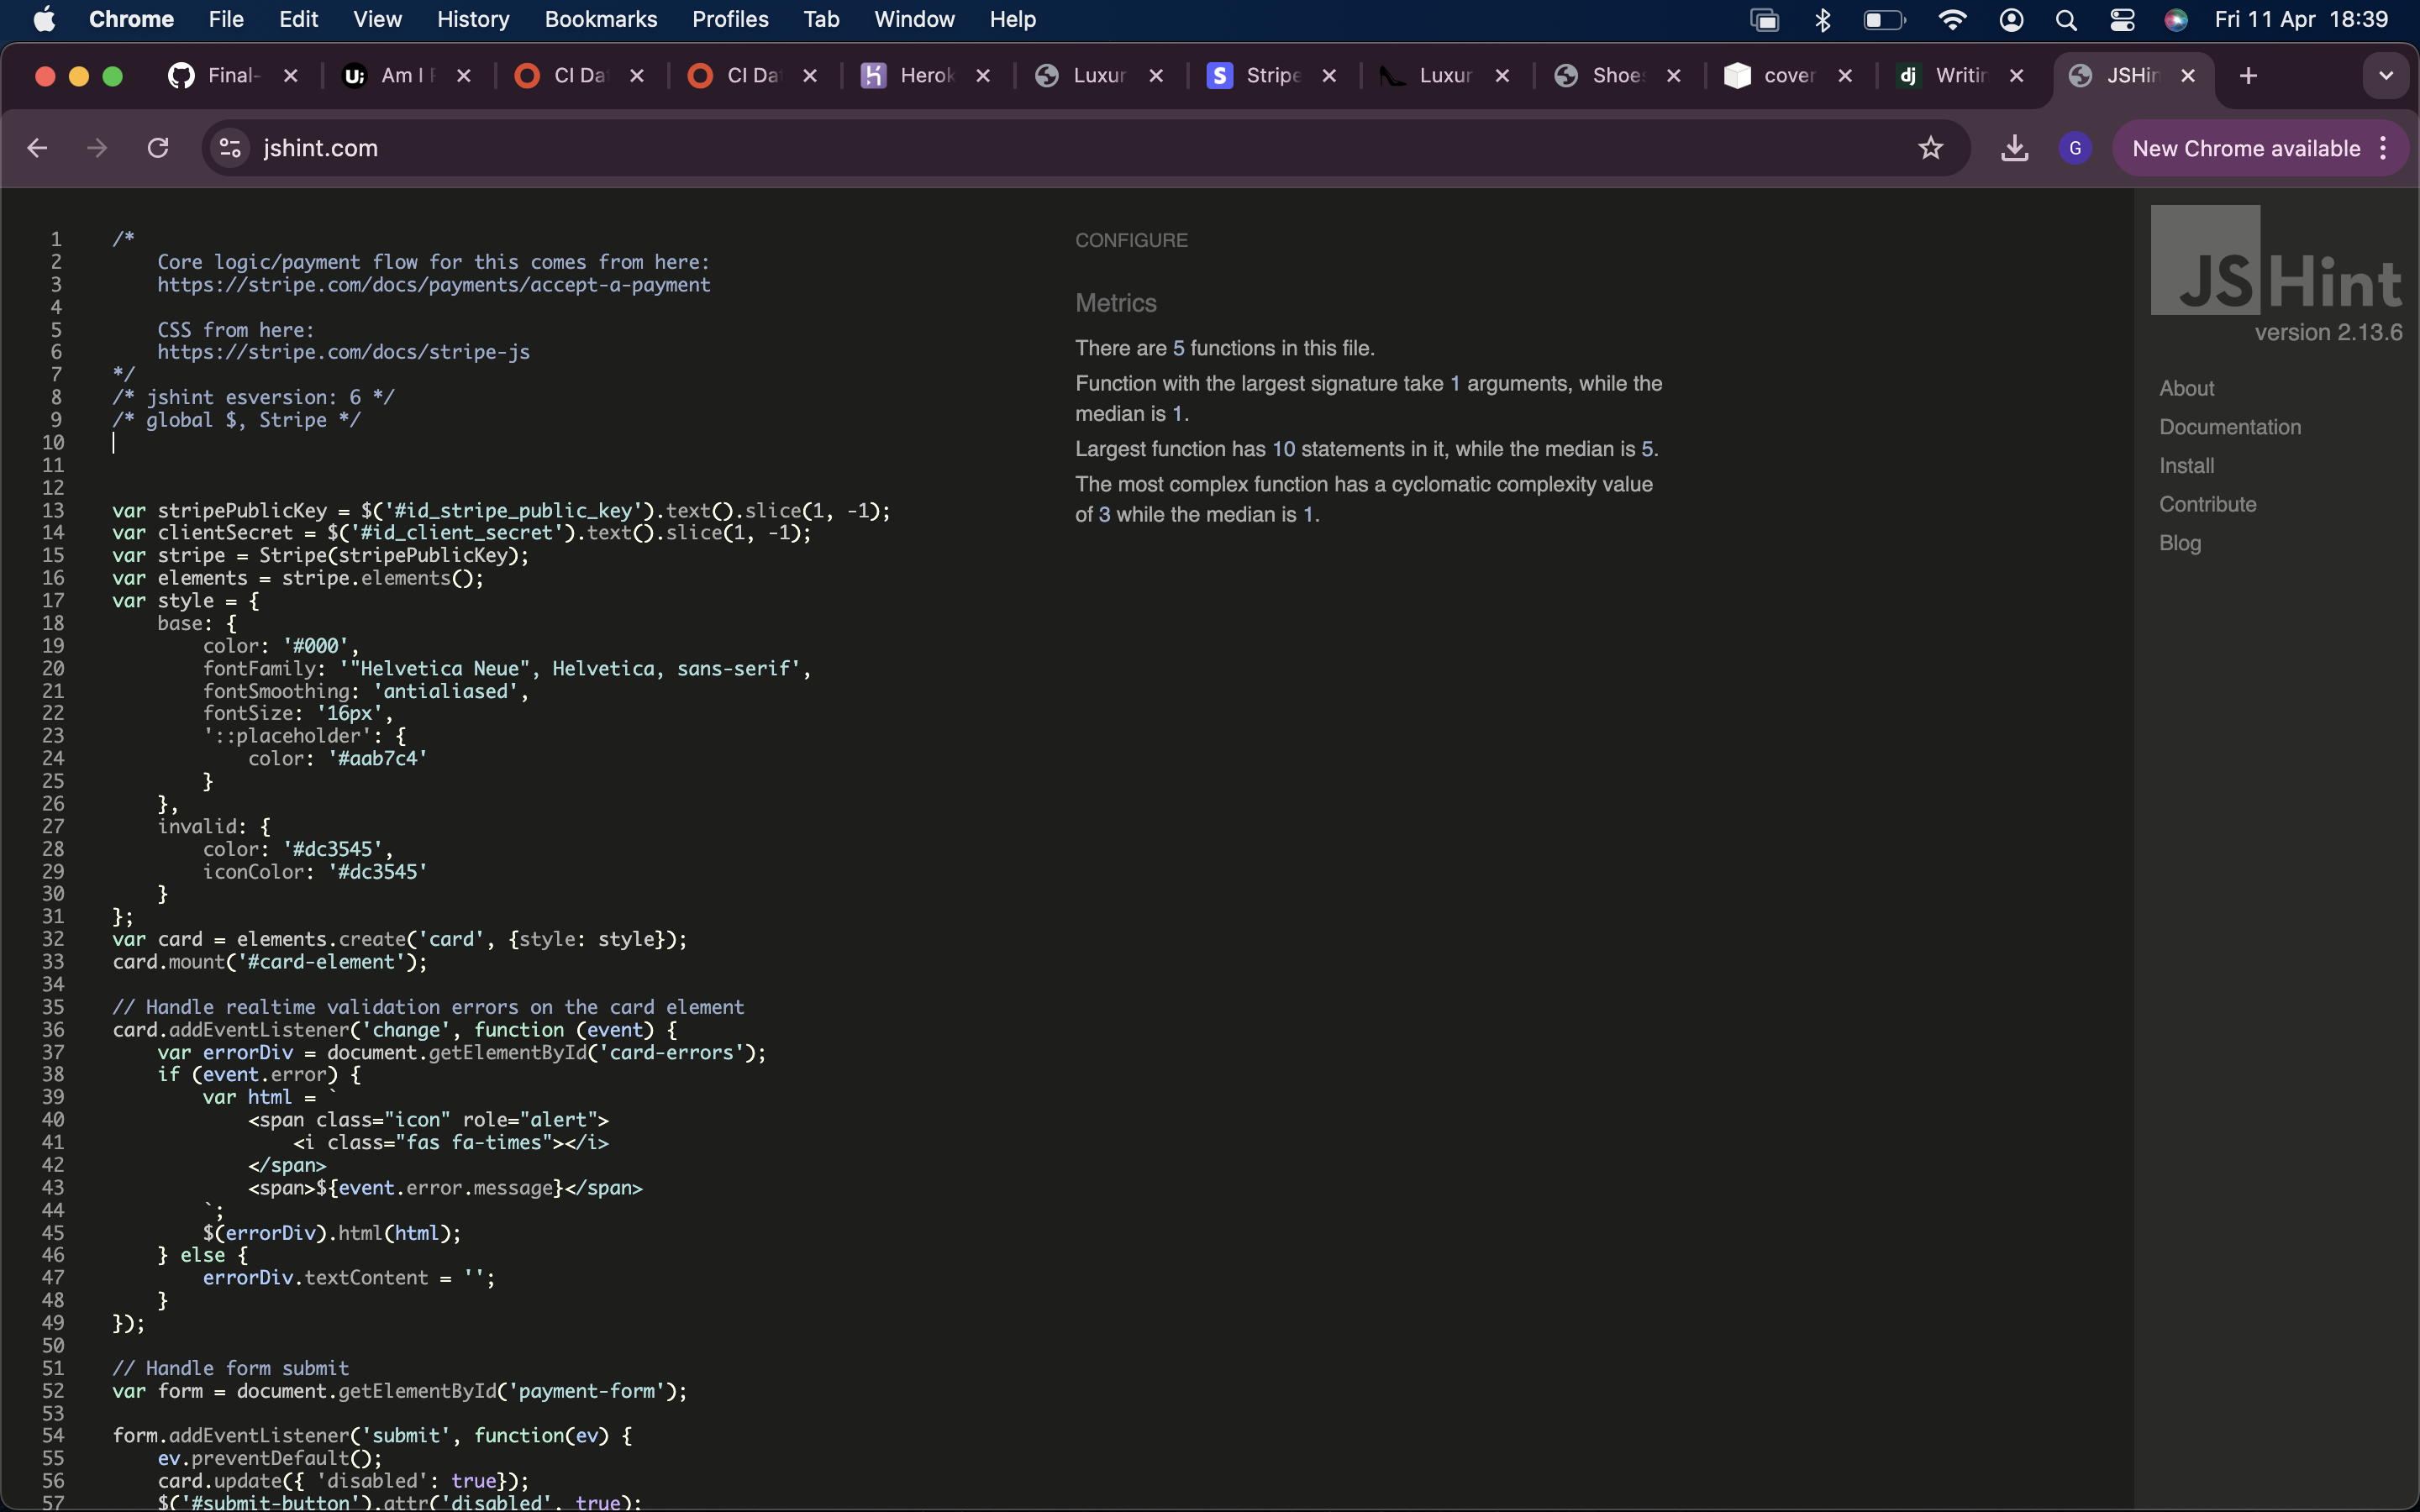 Chrome File Edit View History Bookmarks Profiles Tab Window Help Fri 11 Apr 18:39
Final- Am I CI Da CI Da Herok Luxur Stripe Luxur Shoe cover Writir JSHin
jshint.com New Chrome available
1 /*
2 Core logic/payment flow for this comes from here:
3 https://stripe.com/docs/payments/accept-a-payment
4
5 CSS from here:
6 https://stripe.com/docs/stripe-js
7 */
8 /* jshint esversion: 6 */
9 /* global $, Stripe */
10
11
12
13 var stripePublicKey = $('#id_stripe_public_key').text().slice(1, -1);
14 var clientSecret = $('#id_client_secret').text().slice(1, -1);
15 var stripe = Stripe(stripePublicKey);
16 var elements = stripe.elements();
17 var style = {
18 base: {
19 color: '#000',
20 fontFamily: '"Helvetica Neue", Helvetica, sans-serif',
21 fontSmoothing: 'antialiased',
22 fontSize: '16px',
23 '::placeholder': {
24 color: '#aab7c4'
25 }
26 },
27 invalid: {
28 color: '#dc3545',
29 iconColor: '#dc3545'
30 }
31 };
32 var card = elements.create('card', {style: style});
33 card.mount('#card-element');
34
35 // Handle realtime validation errors on the card element
36 card.addEventListener('change', function (event) {
37 var errorDiv = document.getElementById('card-errors');
38 if (event.error) {
39 var html = `
40 <span class="icon" role="alert">
41 <i class="fas fa-times"></i>
42 </span>
43 <span>${event.error.message}</span>
44 `;
45 $(errorDiv).html(html);
46 } else {
47 errorDiv.textContent = '';
48 }
49 });
50
51 // Handle form submit
52 var form = document.getElementById('payment-form');
53
54 form.addEventListener('submit', function(ev) {
55 ev.preventDefault();
56 card.update({ 'disabled': true});
57 $('#submit-button').attr('disabled', true);
CONFIGURE
Metrics
There are 5 functions in this file.
Function with the largest signature take 1 arguments, while the
median is 1.
Largest function has 10 statements in it, while the median is 5.
The most complex function has a cyclomatic complexity value
of 3 while the median is 1.
JSHint
version 2.13.6
About
Documentation
Install
Contribute
Blog